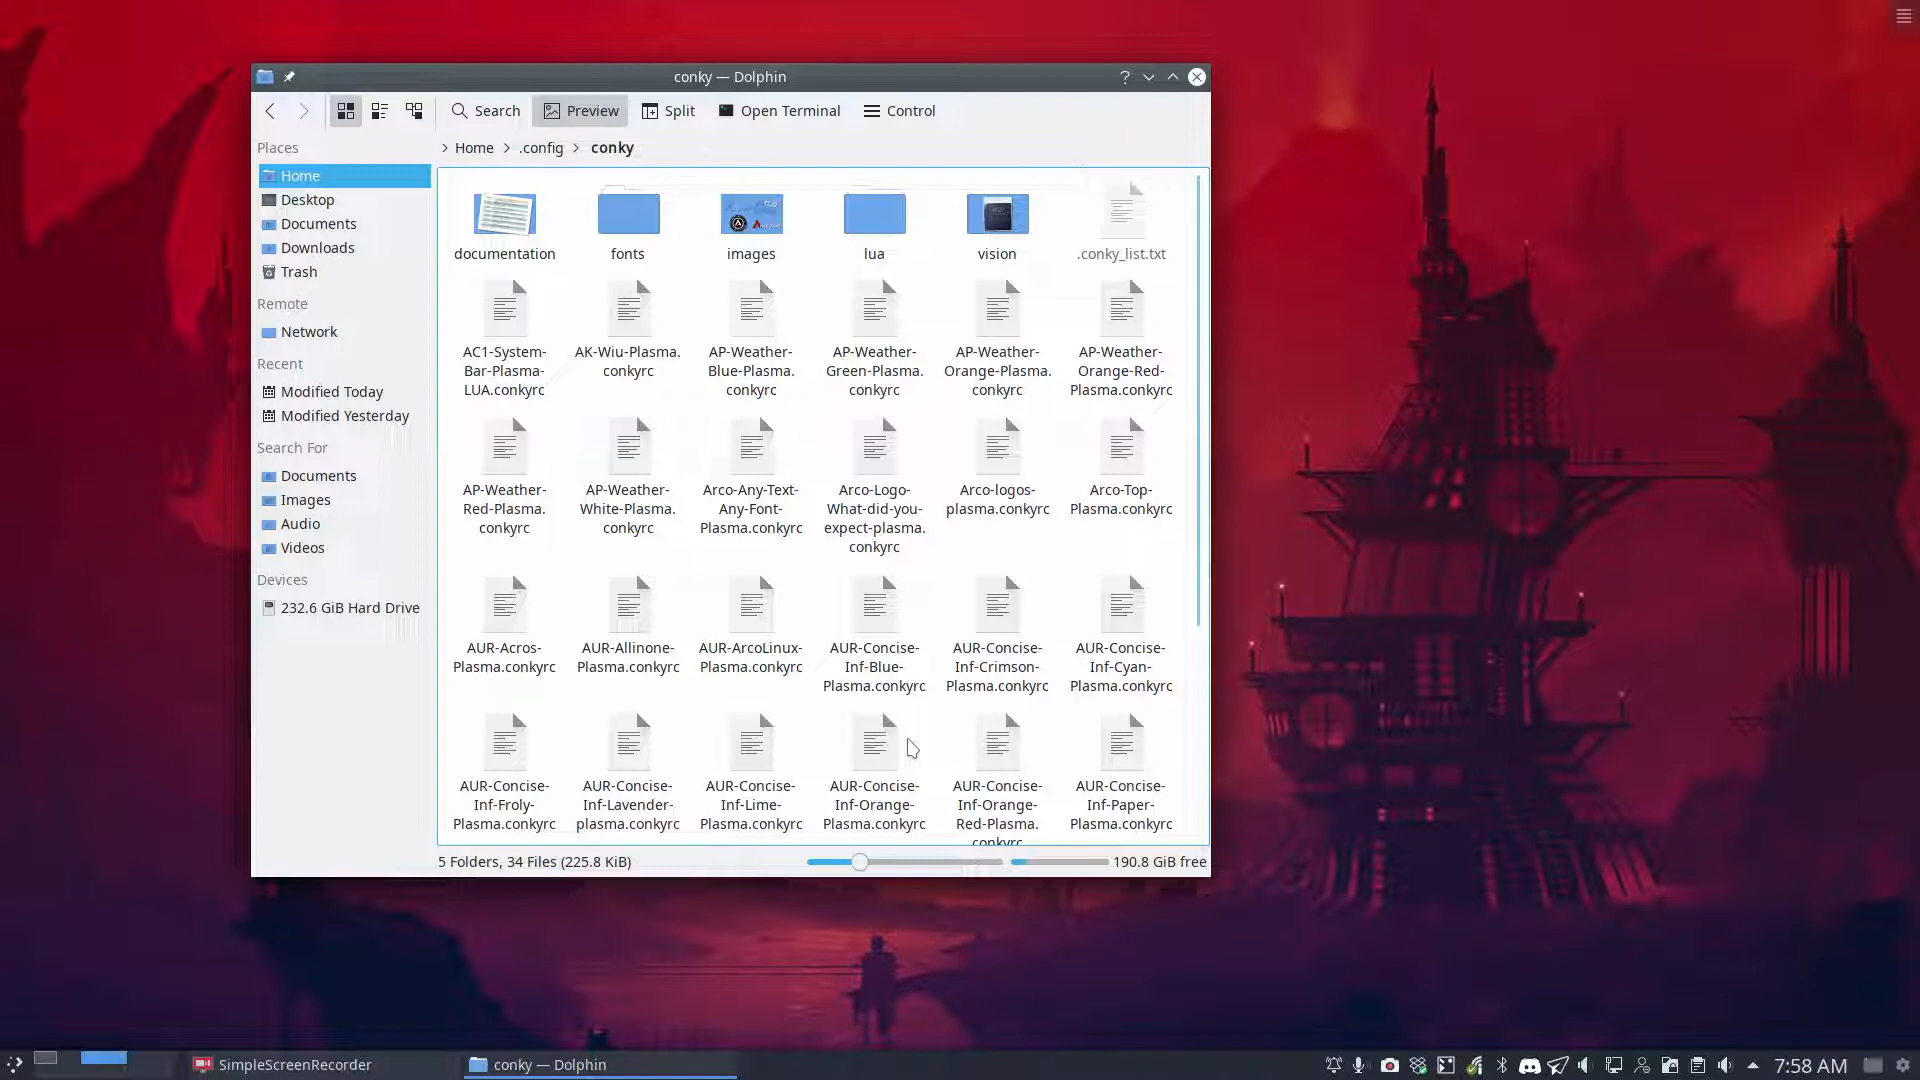 conky — Dolphin
?
Search
Preview
Split
Open Terminal
Control
Places
Home
Desktop
Documents
Downloads
Trash
Remote
Network
Recent
Modified Today
Modified Yesterday
Search For
Documents
Images
Audio
Videos
Devices
232.6 GiB Hard Drive
Home > .config > conky
documentation
fonts
images
lua
vision
.conky_list.txt
AC1-System-
Bar-Plasma-
LUA.conkyrc
AK-Wiu-Plasma.
conkyrc
AP-Weather-
Blue-Plasma.
conkyrc
AP-Weather-
Green-Plasma.
conkyrc
AP-Weather-
Orange-Plasma.
conkyrc
AP-Weather-
Orange-Red-
Plasma.conkyrc
AP-Weather-
Red-Plasma.
conkyrc
AP-Weather-
White-Plasma.
conkyrc
Arco-Any-Text-
Any-Font-
Plasma.conkyrc
Arco-Logo-
What-did-you-
expect-plasma.
conkyrc
Arco-logos-
plasma.conkyrc
Arco-Top-
Plasma.conkyrc
AUR-Acros-
Plasma.conkyrc
AUR-Allinone-
Plasma.conkyrc
AUR-ArcoLinux-
Plasma.conkyrc
AUR-Concise-
Inf-Blue-
Plasma.conkyrc
AUR-Concise-
Inf-Crimson-
Plasma.conkyrc
AUR-Concise-
Inf-Cyan-
Plasma.conkyrc
AUR-Concise-
Inf-Froly-
Plasma.conkyrc
AUR-Concise-
Inf-Lavender-
plasma.conkyrc
AUR-Concise-
Inf-Lime-
Plasma.conkyrc
AUR-Concise-
Inf-Orange-
Plasma.conkyrc
AUR-Concise-
Inf-Orange-
Red-Plasma.
conkyrc
AUR-Concise-
Inf-Paper-
Plasma.conkyrc
5 Folders, 34 Files (225.8 KiB)
190.8 GiB free
SimpleScreenRecorder
conky — Dolphin
7:58 AM